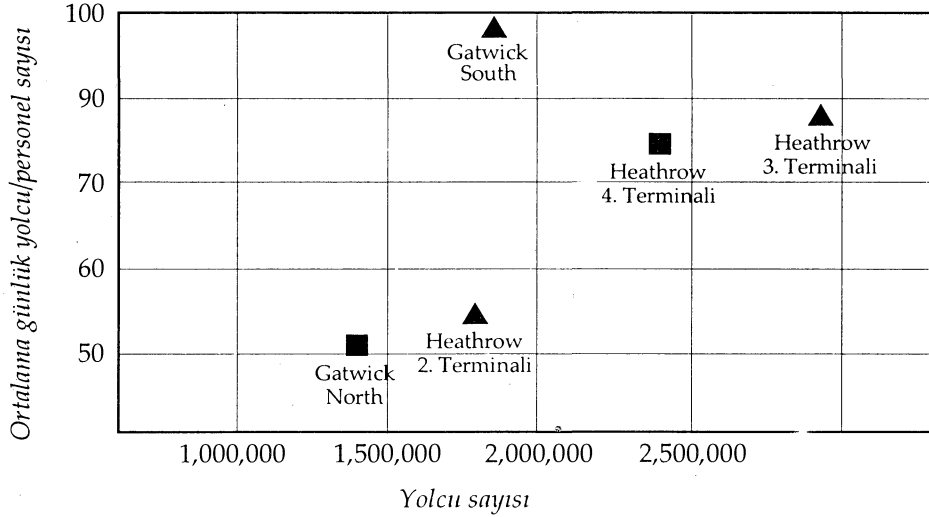 Ortalama günlük yolcu/personel sayısı
100
90
70
60
50
Gatwick
South
Heathrow
3. Terminali
Heathrow
4. Terminali
Heathrow
2. Terminali
Gatwick
North
1,000,000
1,500,000
2,000,000
2,500,000
Yolcu sayısı